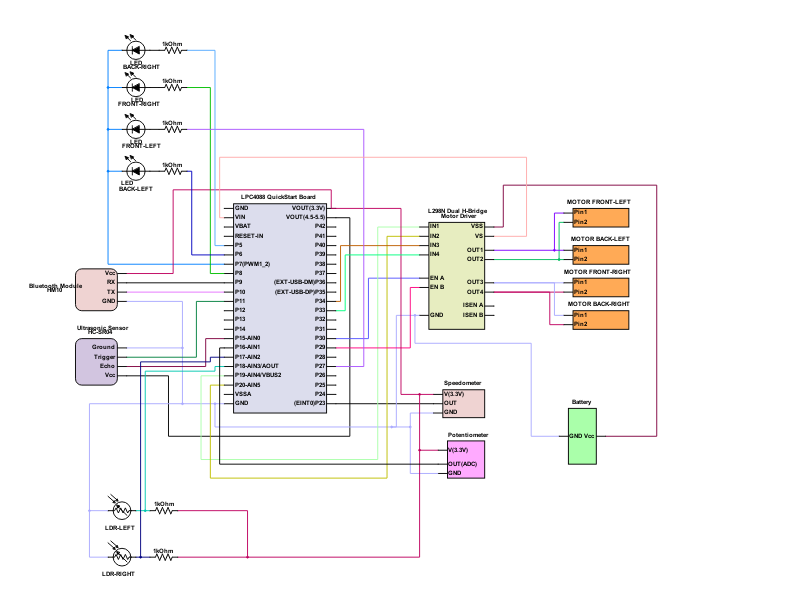 1kOhm
LED
BACK-RIGHT
1kOhm
LED
FRONT-RIGHT
1kOhm
LED
FRONT-LEFT
1kOhm
LED
BACK-LEFT
LPC4088 QuickStart Board
GND
VIN
VBAT
RESET-IN
P5
P6
P7(PWM1_2)
P8
P9
P10
P11
P12
P13
P14
P15-AIN0
P16-AIN1
P17-AIN2
P18-AIN3/AOUT
P19-AIN4/VBUS2
P20-AIN5
VSSA
GND
VOUT(3.3V)
VOUT(4.5-5.5)
P42
P41
P40
P39
P38
P37
(EXT-USB-DM)P36
(EXT-USB-DP)P35
P34
P33
P32
P31
P30
P29
P28
P27
P26
P25
P24
(EINT0)P23
Bluetooth Module
HM10
Vcc
RX
TX
GND
Ultrasonic Sensor
HC-SR04
Ground
Trigger
Echo
Vcc
L298N Dual H-Bridge
Motor Driver
IN1
IN2
IN3
IN4
EN A
EN B
GND
VSS
VS
OUT1
OUT2
OUT3
OUT4
ISEN A
ISEN B
MOTOR FRONT-LEFT
Pin1
Pin2
MOTOR BACK-LEFT
Pin1
Pin2
MOTOR FRONT-RIGHT
Pin1
Pin2
MOTOR BACK-RIGHT
Pin1
Pin2
Speedometer
V(3.3V)
OUT
GND
Potentiometer
V(3.3V)
OUT(ADC)
GND
Battery
GND Vcc
1kOhm
LDR-LEFT
1kOhm
LDR-RIGHT